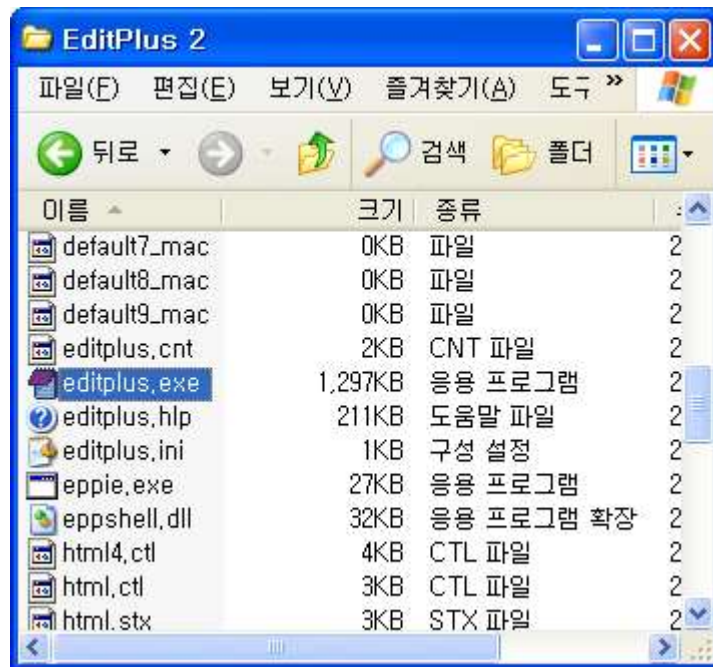 EditPlus 2
파일(F) 편집(E) 보기(V) 즐겨찾기(A) 도구 »
뒤로 검색 폴더
이름 크기 종류
default7_mac 0KB 파일 2
default8_mac 0KB 파일 2
default9_mac 0KB 파일 2
editplus.cnt 2KB CNT 파일 2
editplus.exe 1,297KB 응용 프로그램 2
editplus.hlp 211KB 도움말 파일 2
editplus.ini 1KB 구성 설정 2
eppie.exe 27KB 응용 프로그램 2
eppshell.dll 32KB 응용 프로그램 확장 2
html4.ctl 4KB CTL 파일 2
html.ctl 3KB CTL 파일 2
html.stx 3KB STX 파일 2